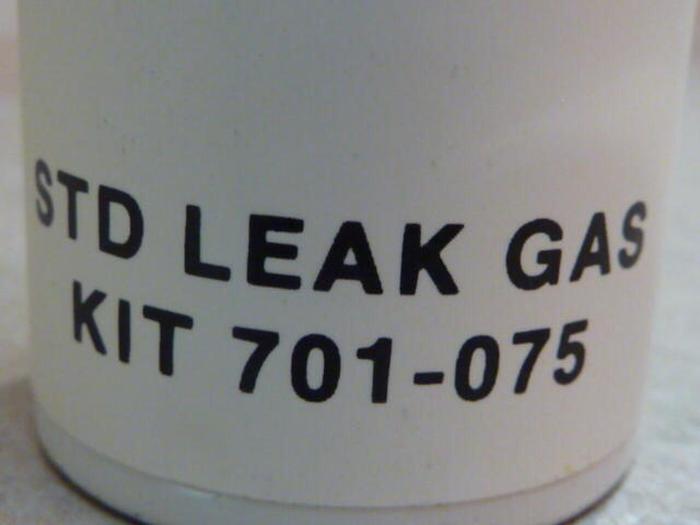 STD LEAK GAS
KIT 701-075